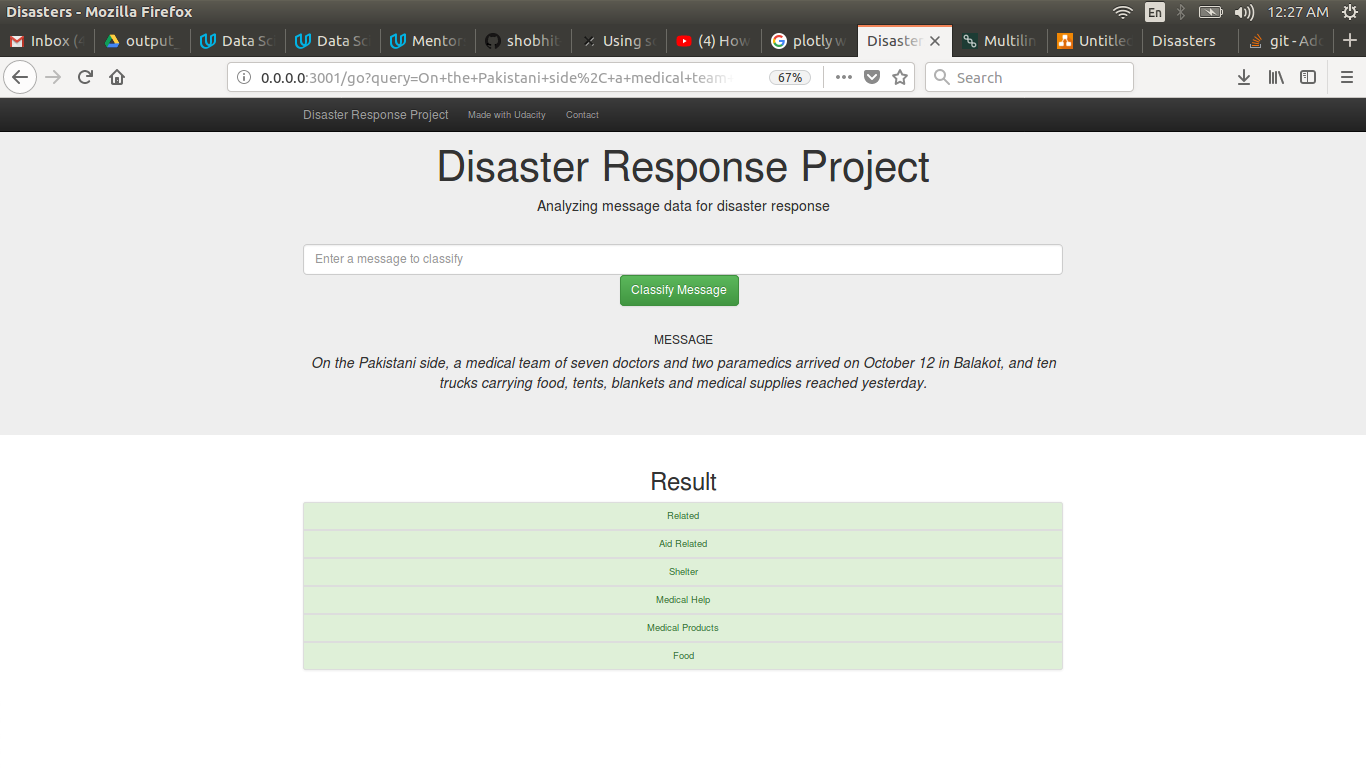 Disasters - Mozilla Firefox
En
12:27 AM
Inbox (4
output_
Data Sc
Data Sc
Mentor
shobhit
Using s
(4) How
plotly w
Disaster
Multilin
Untitled
Disasters
git - Add
0.0.0.0:3001/go?query=On+the+Pakistani+side%2C+a+medical+team+
67%
Search
Disaster Response Project
Made with Udacity
Contact
Disaster Response Project
Analyzing message data for disaster response
Enter a message to classify
Classify Message
MESSAGE
On the Pakistani side, a medical team of seven doctors and two paramedics arrived on October 12 in Balakot, and ten
trucks carrying food, tents, blankets and medical supplies reached yesterday.
Result
Related
Aid Related
Shelter
Medical Help
Medical Products
Food